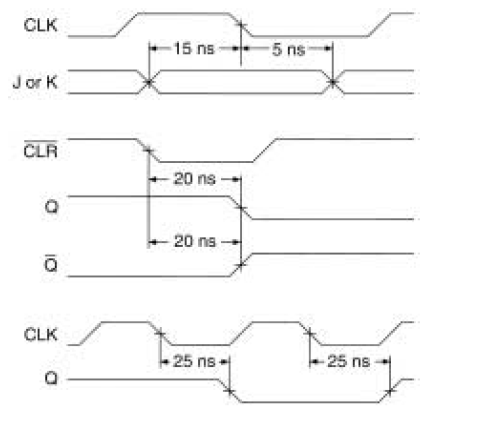 CLK
15 ns 5 ns
J or K
CLR
20 ns
Q
20 ns
Q
CLK
25 ns 25 ns
Q